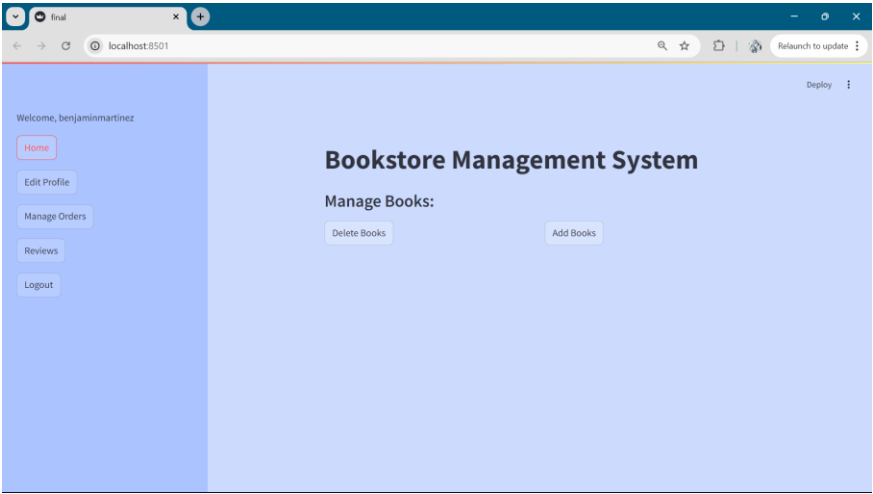 final
localhost:8501
Relaunch to update
Deploy
Welcome, benjaminmartinez
Home
Edit Profile
Manage Orders
Reviews
Logout
Bookstore Management System
Manage Books:
Delete Books
Add Books